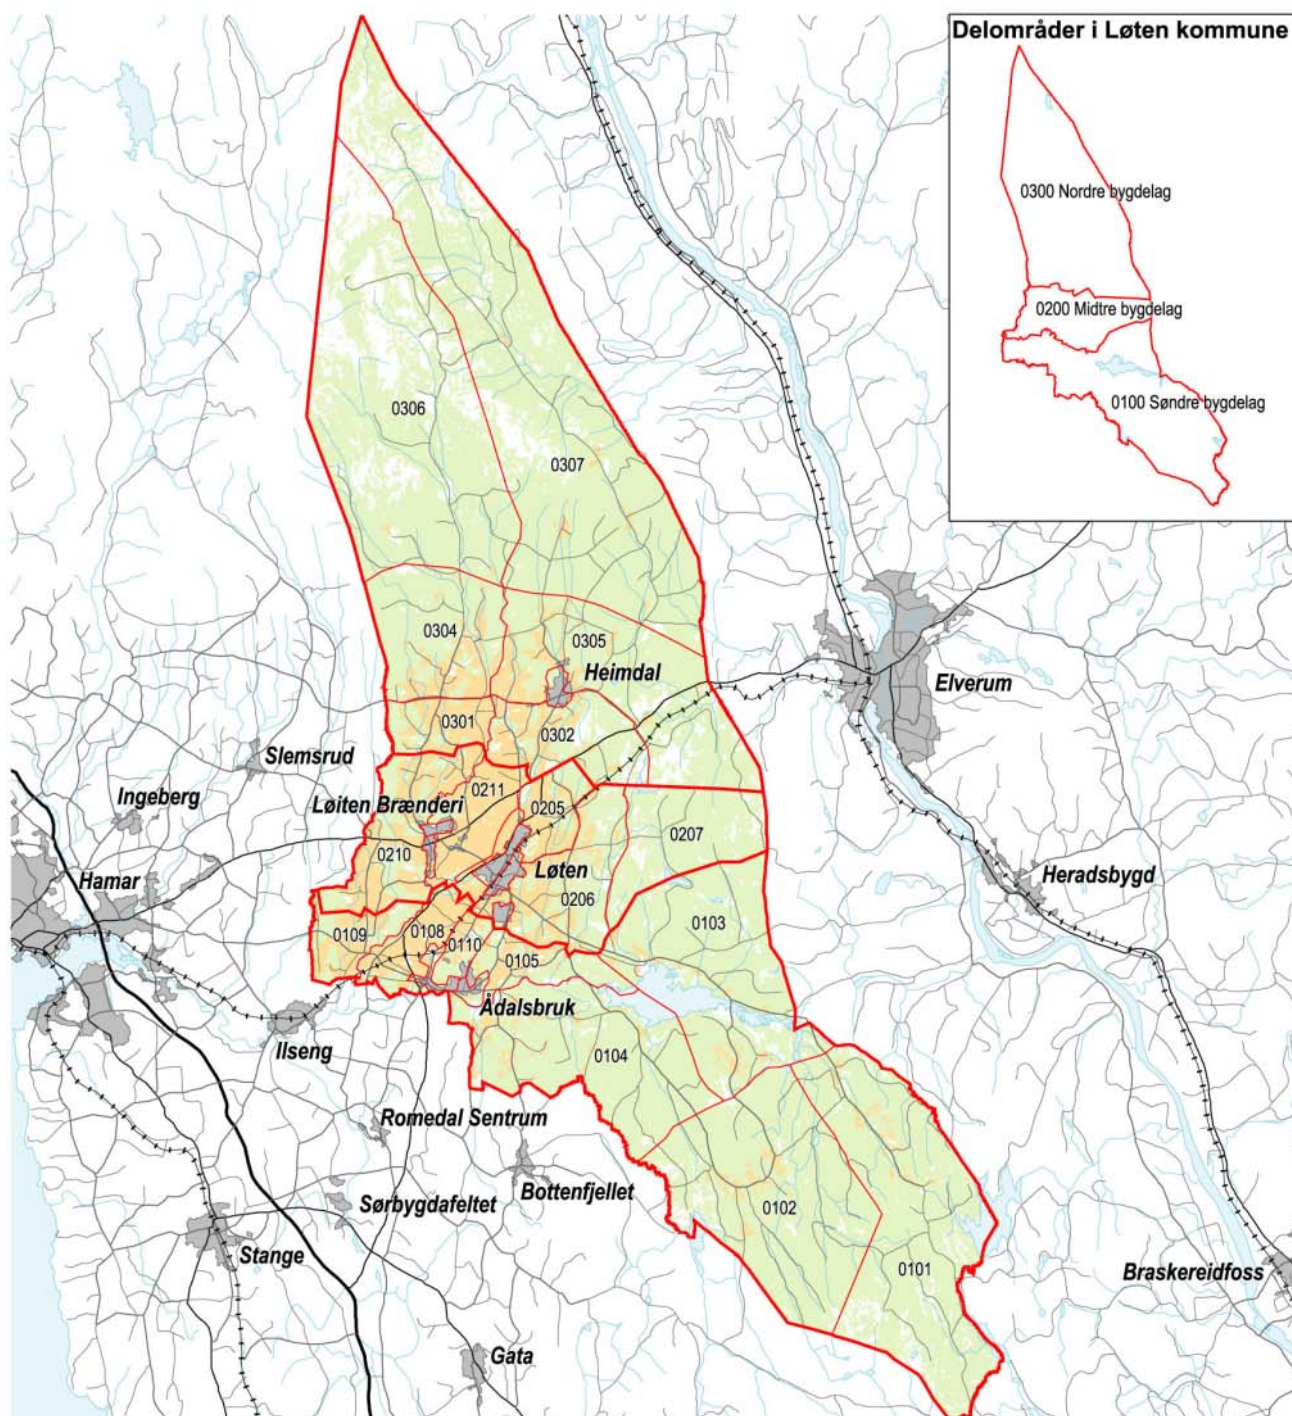 Delområder i Løten kommune
0300 Nordre bygdelag
0200 Midtre bygdelag
0100 Søndre bygdelag
0306
0307
0304
0305
Heimdal
Elverum
0301
0302
Slemsrud
0211
Ingeberg
Løiten Brænderi
0205
0207
0210
Løten
Hamar
Heradsbygd
0206
0103
0109
0108
0110
0105
Ådalsbruk
Ilseng
0104
Romedal Sentrum
Bottenfjellet
Sørbygdafeltet
0102
Stange
0101
Braskereidfoss
Gata